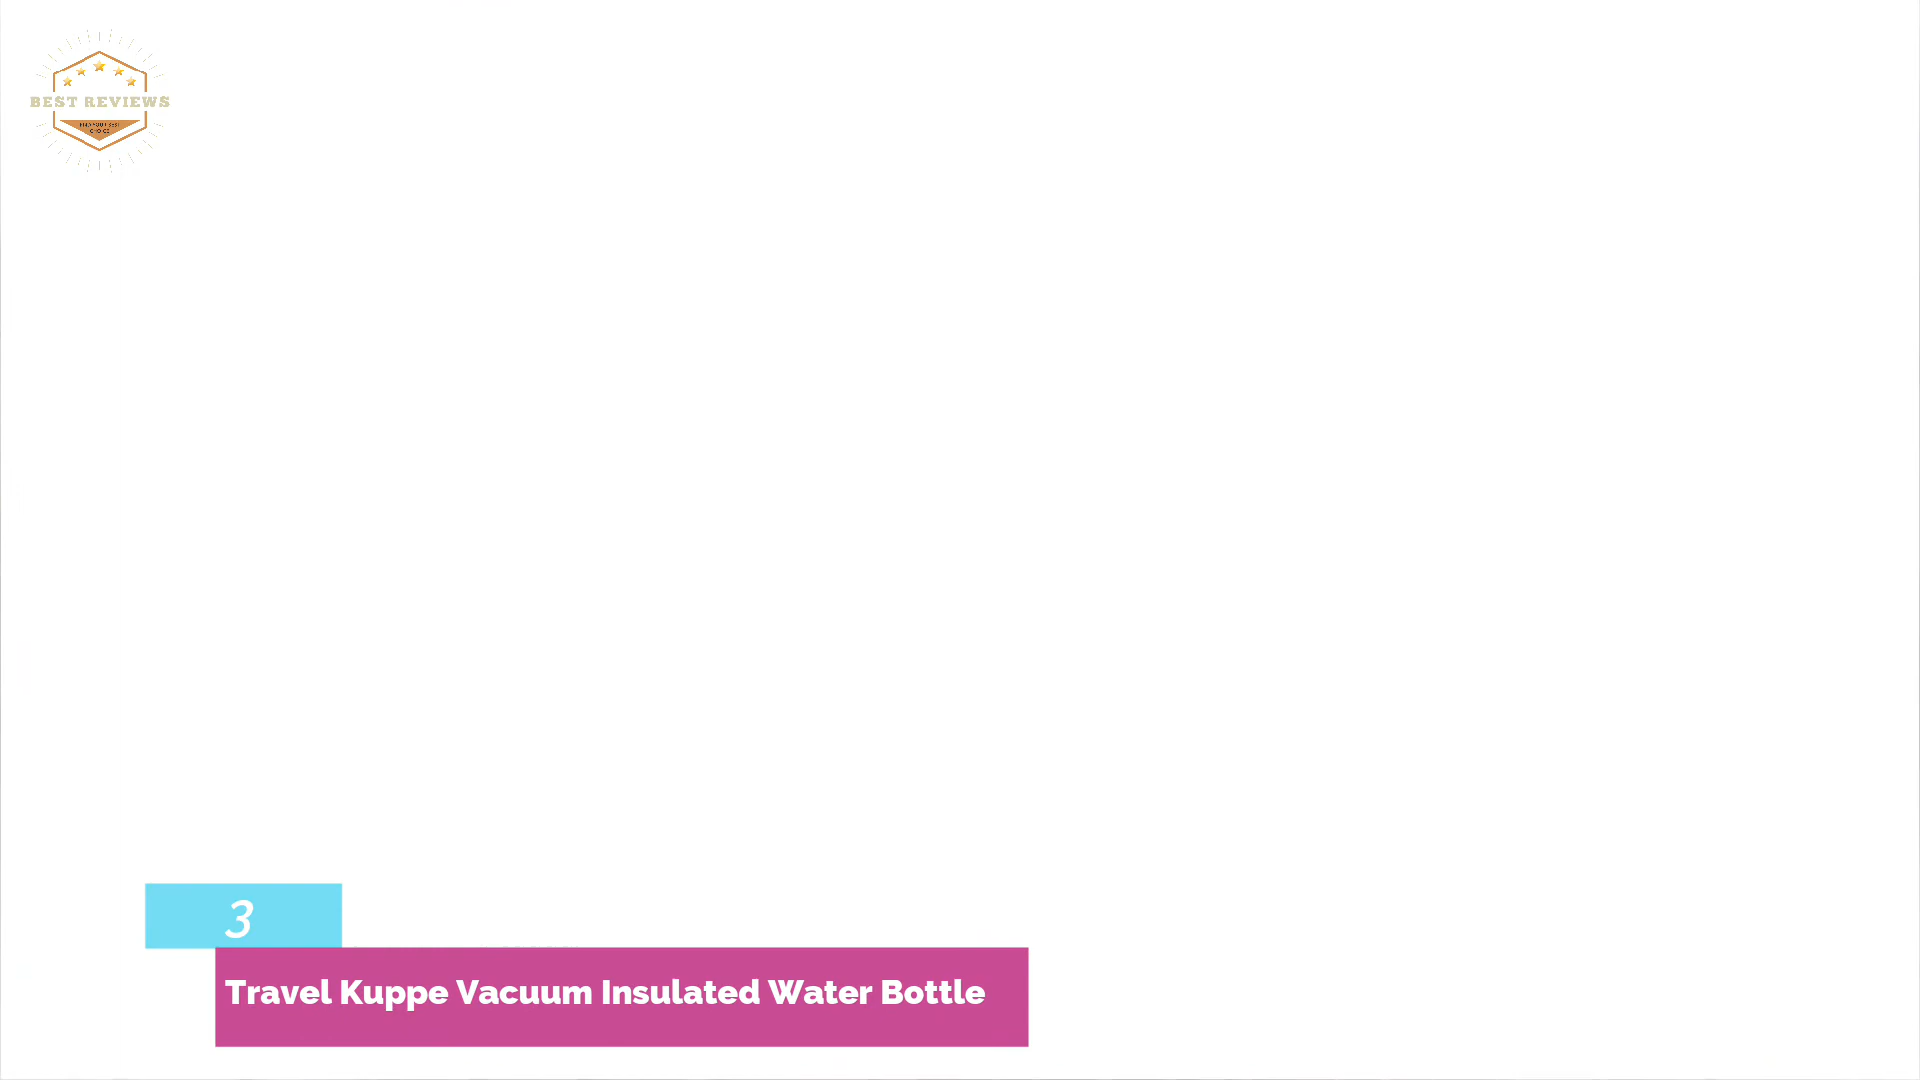 BEST REVIEWS
3
Travel Kuppe Vacuum Insulated Water Bottle